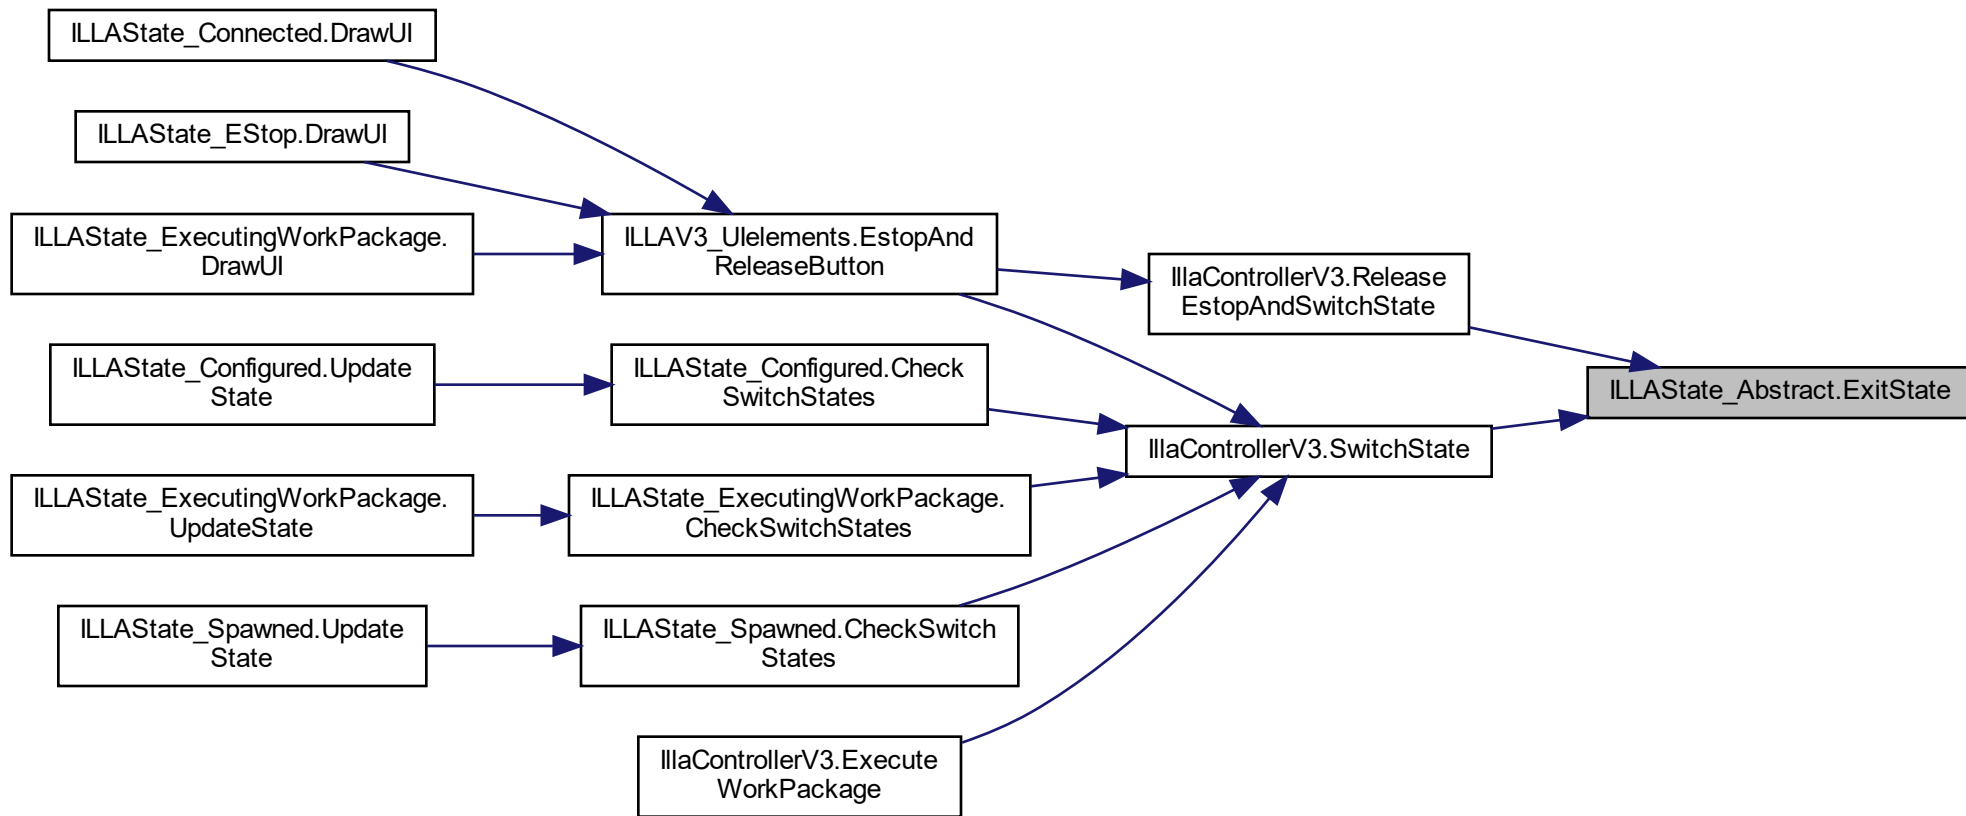 ILLAState_Connected.DrawUI
ILLAState_EStop.DrawUI
ILLAState_ExecutingWorkPackage.
DrawUI
ILLAV3_UIelements.EstopAnd
ReleaseButton
IllaControllerV3.Release
EstopAndSwitchState
ILLAState_Configured.Update
State
ILLAState_Configured.Check
SwitchStates
ILLAState_Abstract.ExitState
IllaControllerV3.SwitchState
ILLAState_ExecutingWorkPackage.
UpdateState
ILLAState_ExecutingWorkPackage.
CheckSwitchStates
ILLAState_Spawned.Update
State
ILLAState_Spawned.CheckSwitch
States
IllaControllerV3.Execute
WorkPackage